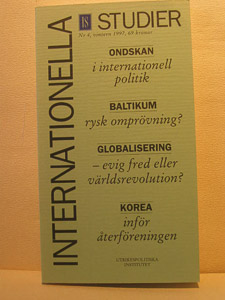 INTERNATIONELLA
IS STUDIER
Nr 4, vintern 1997, 69 kronor
ONDSKAN
i internationell
politik
BALTIKUM
rysk omprövning?
GLOBALISERING
– evig fred eller
världsrevolution?
KOREA
inför
återföreningen
UTRIKESPOLITISKA
INSTITUTET